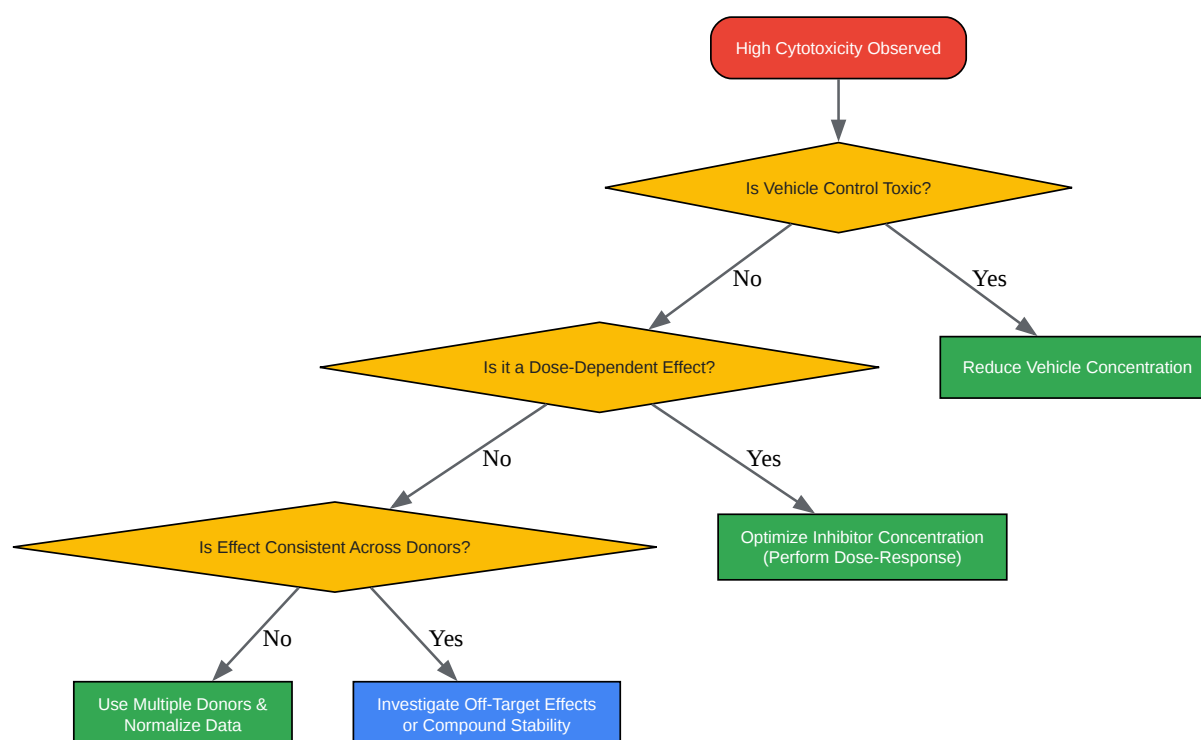 High Cytotoxicity Observed
Is Vehicle Control Toxic?
No
Yes
Is it a Dose-Dependent Effect?
Reduce Vehicle Concentration
No
Yes
Is Effect Consistent Across Donors?
Optimize Inhibitor Concentration
(Perform Dose-Response)
No
Yes
Use Multiple Donors &
Normalize Data
Investigate Off-Target Effects
or Compound Stability